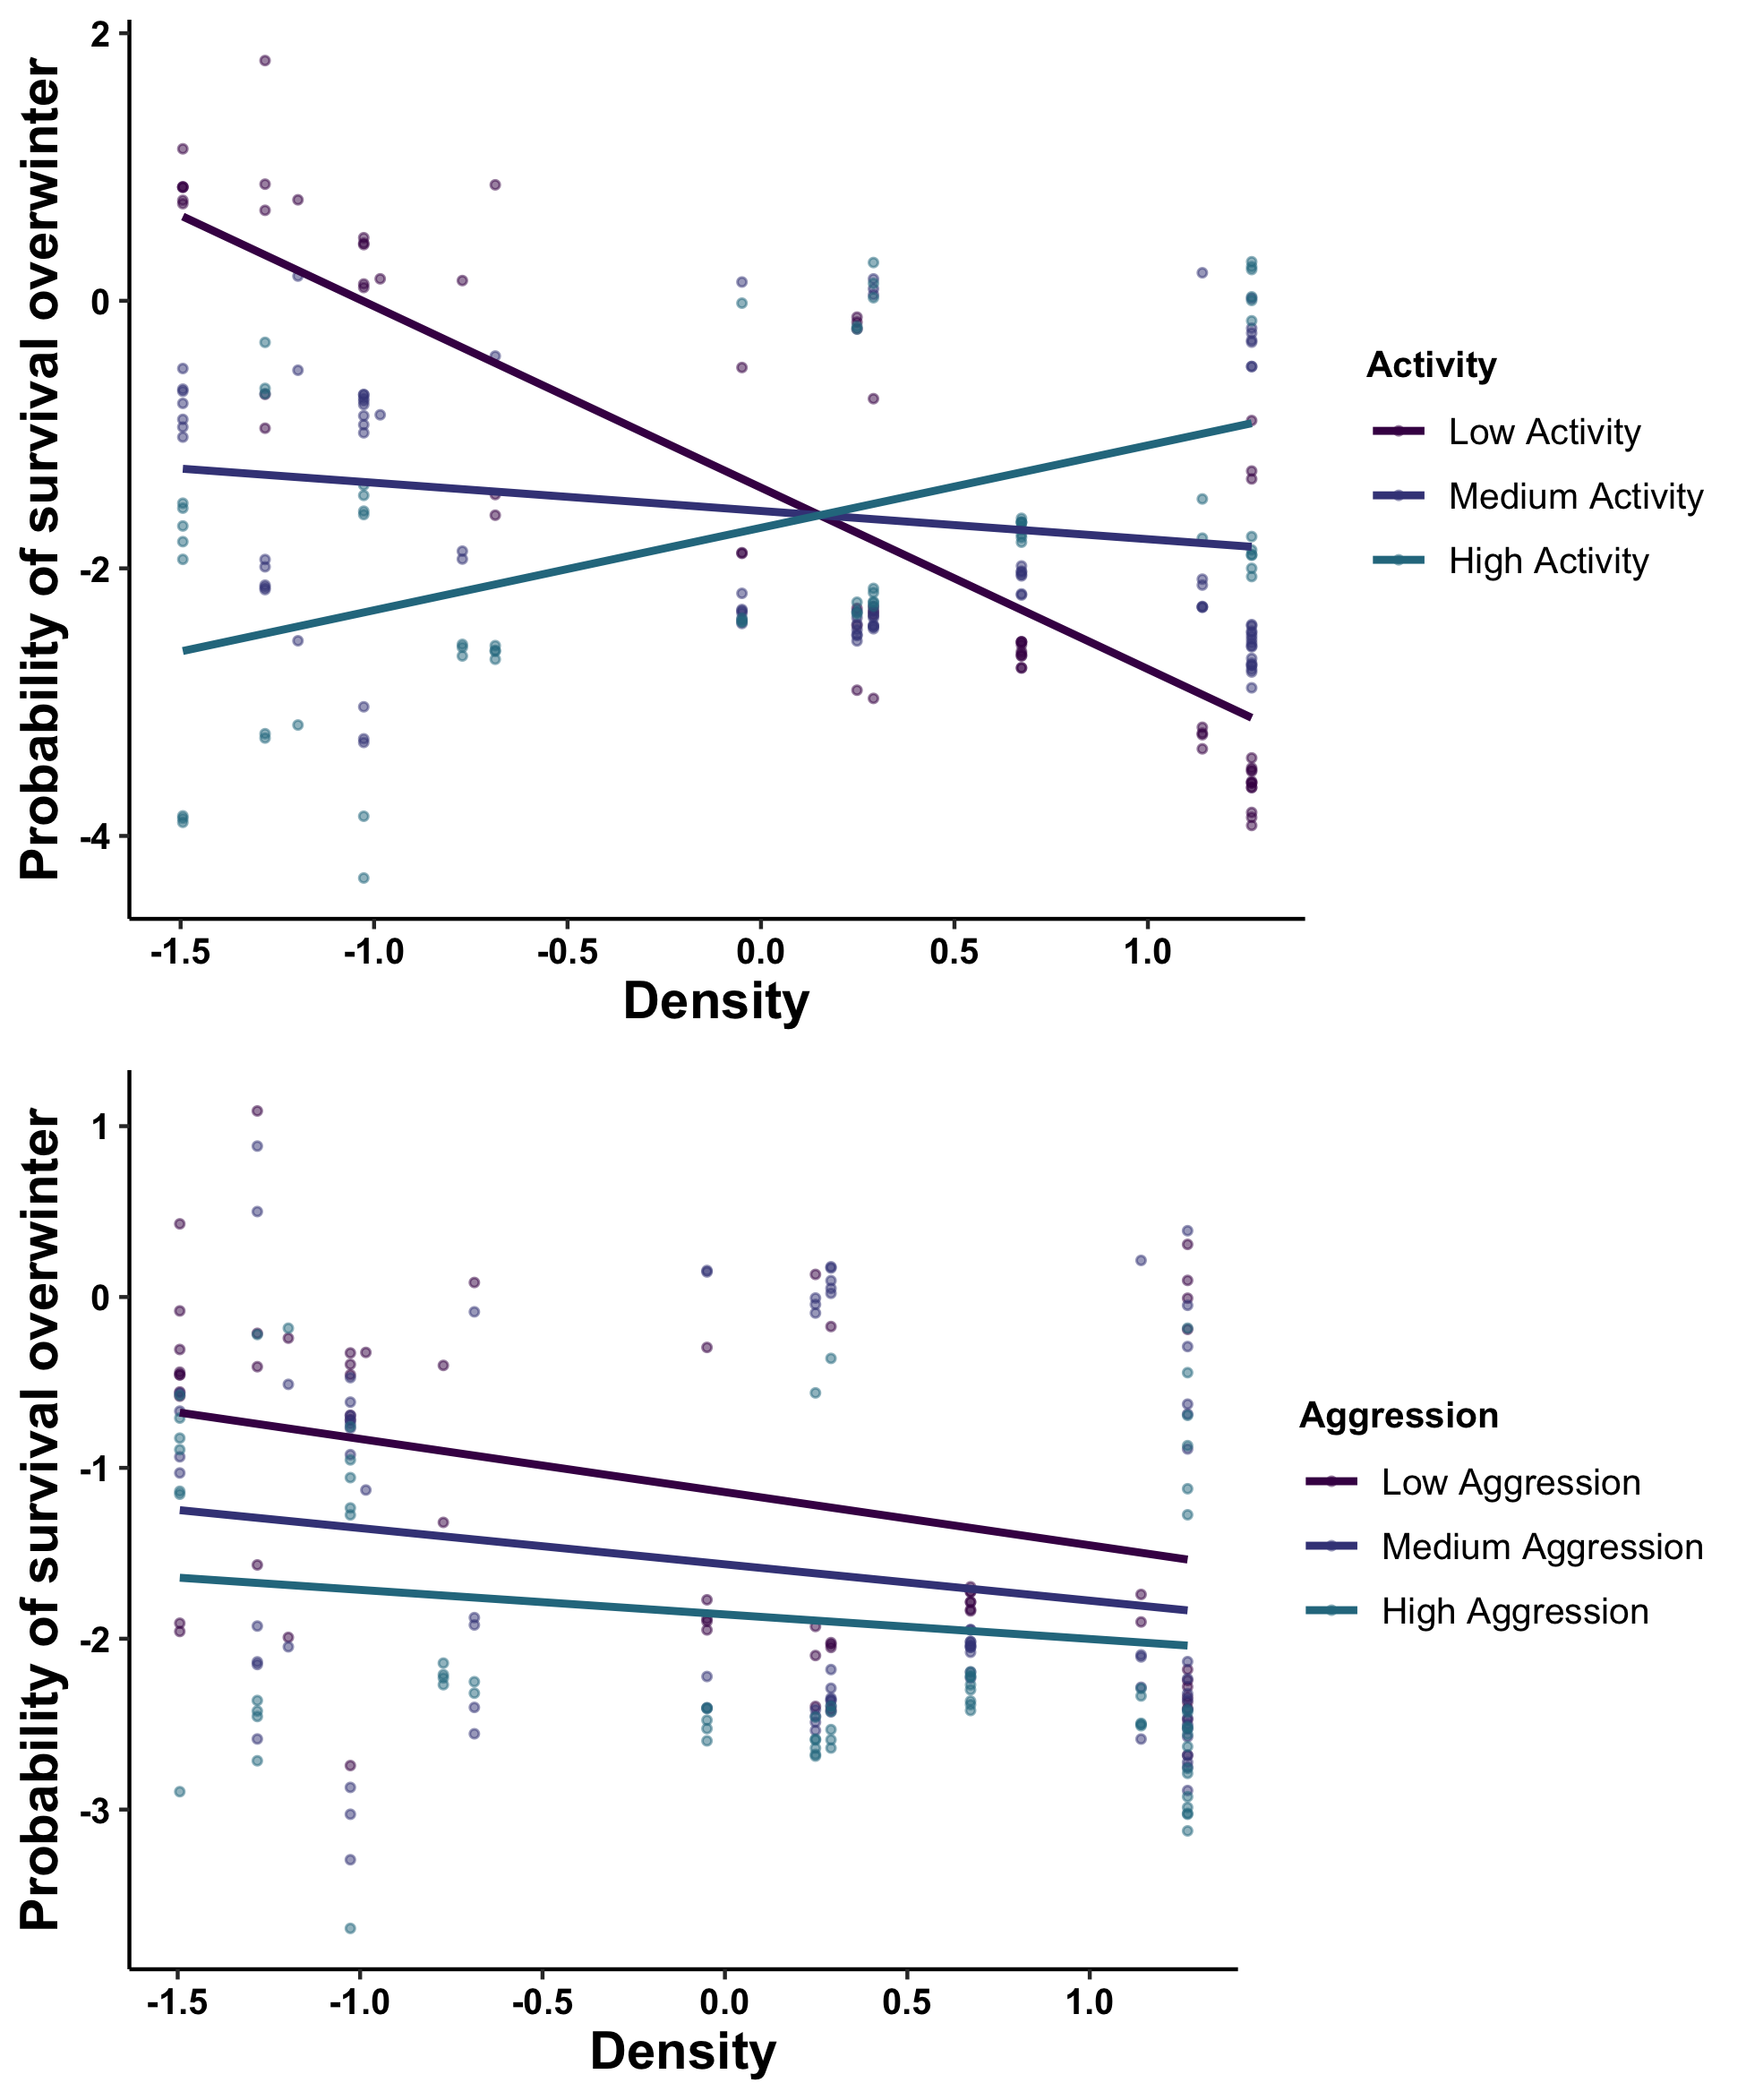 Probability of survival overwinter
2
0
-2
-4
-1.5 -1.0 -0.5 0.0 0.5 1.0
Density
Activity
Low Activity
Medium Activity
High Activity
Probability of survival overwinter
1
0
-1
-2
-3
-1.5 -1.0 -0.5 0.0 0.5 1.0
Density
Aggression
Low Aggression
Medium Aggression
High Aggression